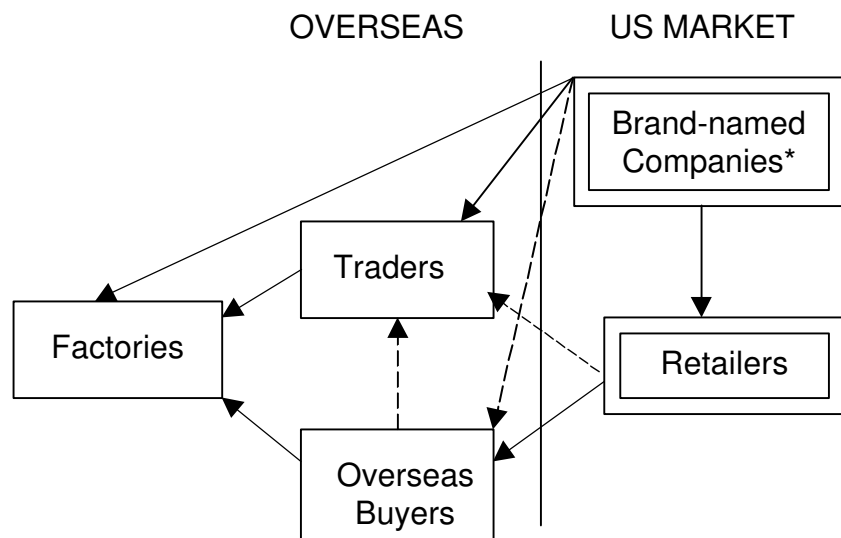 OVERSEAS
US MARKET
Brand-named
Companies*
Traders
Factories
Retailers
Overseas
Buyers